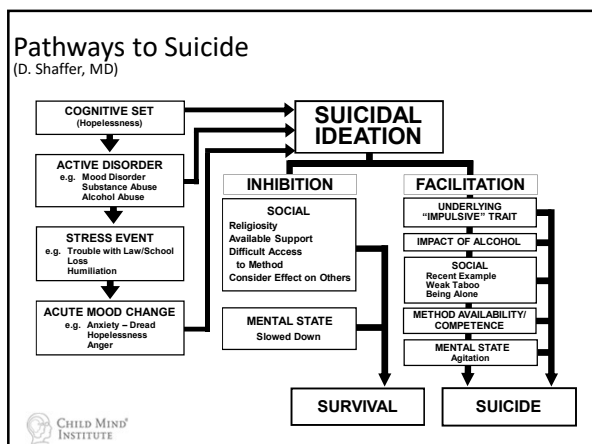 Pathways to Suicide
(D. Shaffer, MD)
COGNITIVE SET
(Hopelessness)
ACTIVE DISORDER
e.g. Mood Disorder
Substance Abuse
Alcohol Abuse
STRESS EVENT
e.g. Trouble with Law/School
Loss
Humiliation
ACUTE MOOD CHANGE
e.g. Anxiety – Dread
Hopelessness
Anger
SUICIDAL
IDEATION
INHIBITION
SOCIAL
Religiosity
Available Support
Difficult Access
to Method
Consider Effect on Others
MENTAL STATE
Slowed Down
SURVIVAL
FACILITATION
UNDERLYING
“IMPULSIVE” TRAIT
IMPACT OF ALCOHOL
SOCIAL
Recent Example
Weak Taboo
Being Alone
METHOD AVAILABILITY/
COMPETENCE
MENTAL STATE
Agitation
SUICIDE
CHILD MIND®
INSTITUTE